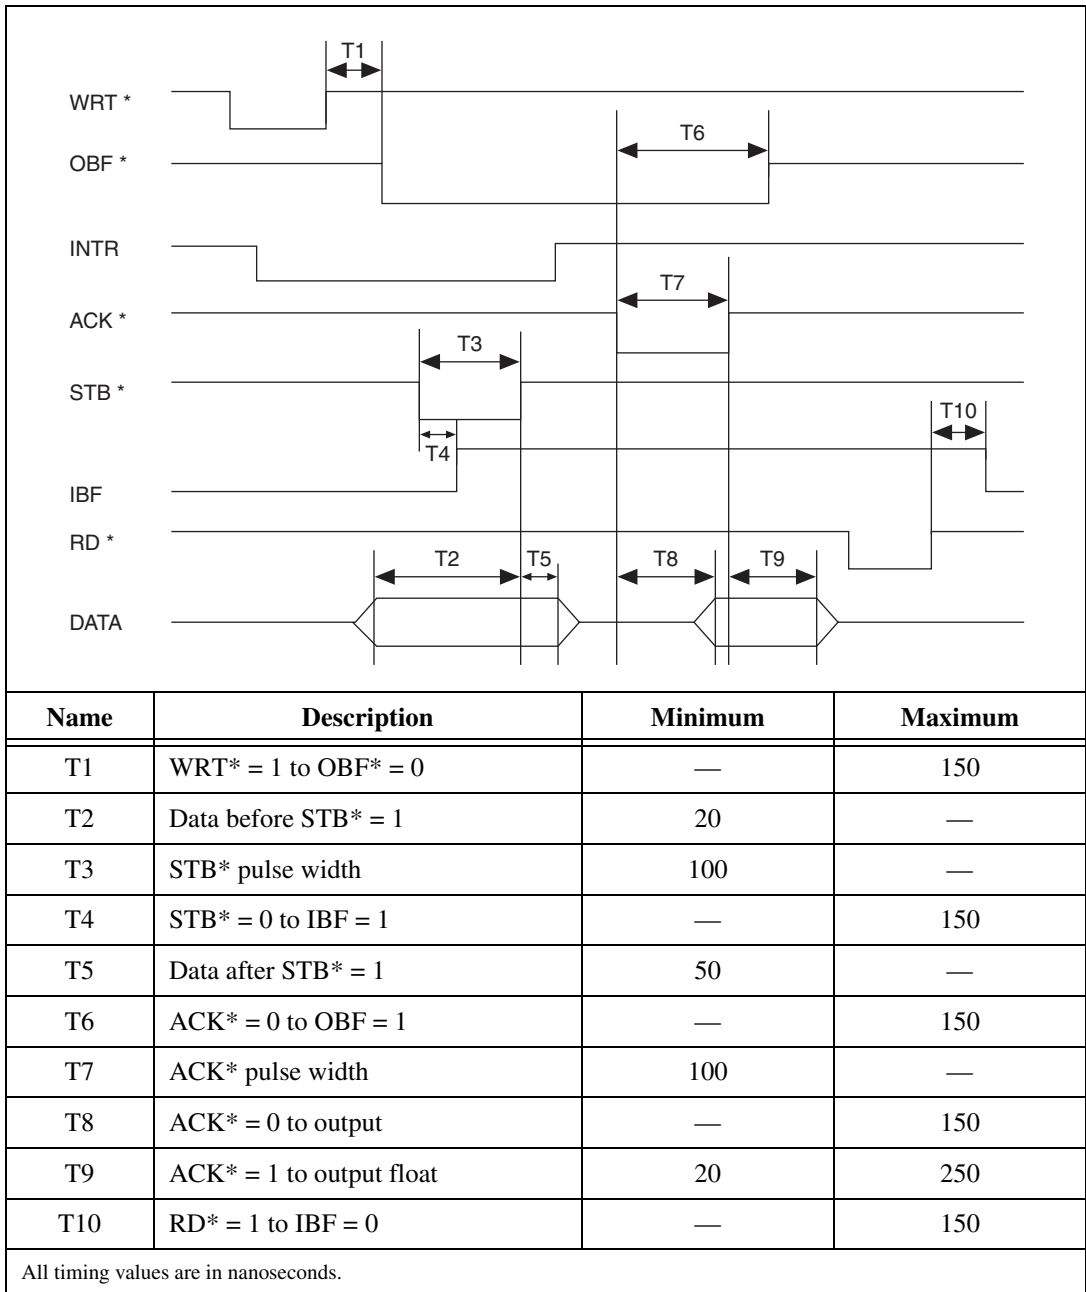 T1
WRT *
T6
OBF *
INTR
T7
ACK *
T3
STB *
T10
T4
IBF
RD *
T2 T5 T8 T9
DATA
Name Description Minimum Maximum
T1 WRT* = 1 to OBF* = 0 — 150
T2 Data before STB* = 1 20 —
T3 STB* pulse width 100 —
T4 STB* = 0 to IBF = 1 — 150
T5 Data after STB* = 1 50 —
T6 ACK* = 0 to OBF = 1 — 150
T7 ACK* pulse width 100 —
T8 ACK* = 0 to output — 150
T9 ACK* = 1 to output float 20 250
T10 RD* = 1 to IBF = 0 — 150
All timing values are in nanoseconds.